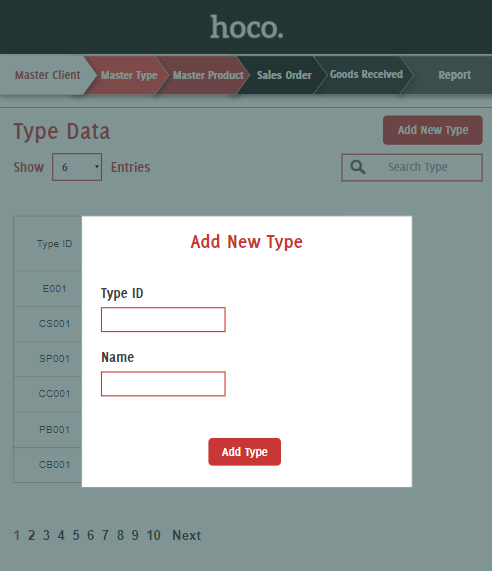 hoco.
Master Client Master Type Master Product Sales Order Goods Received Report
Type Data
Add New Type
Show 6 Entries
Search Type
Type ID
E001
CS001
SP001
CC001
PB001
CB001
Add New Type
Type ID
Name
Add Type
1 2 3 4 5 6 7 8 9 10 Next